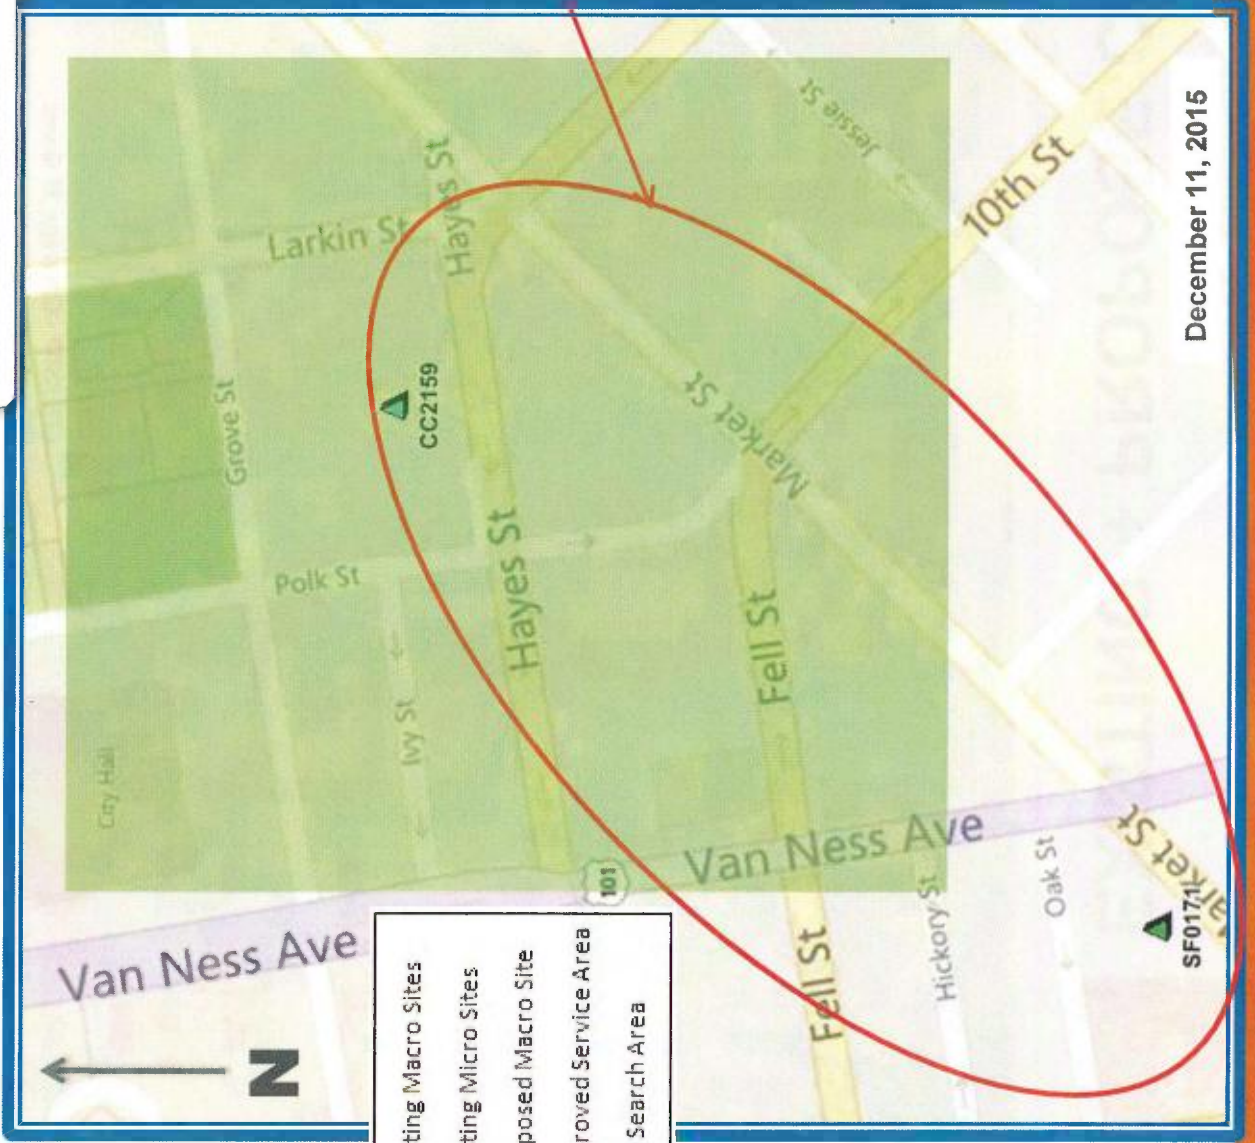 City Hall
Grove St
Larkin St
Hayes St
Polk St
Ivy St
Hayes St
Jessie St
Market St
10th St
Fell St
Van Ness Ave
Van Ness Ave
101
Fell St
Hickory St
Oak St
Market St
CC2159
SF0171
N
ting Macro Sites
ting Micro Sites
posed Macro Site
roved Service Area
Search Area
December 11, 2015